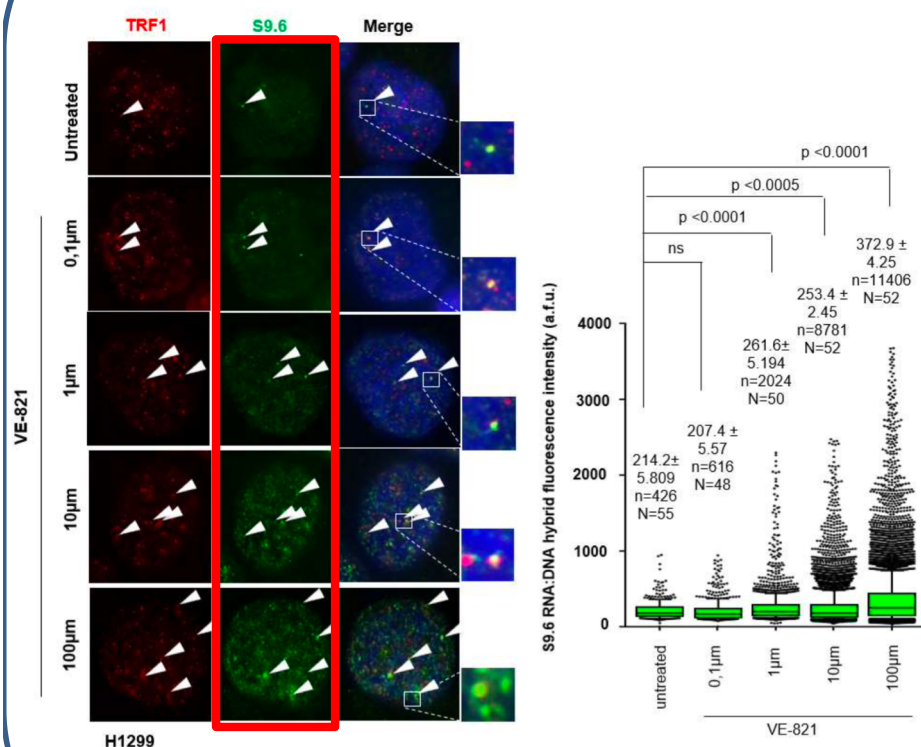 TRF1 S9.6 Merge
Untreated
0,1µm
1µm
10µm
100µm
VE-821
H1299
p <0.0001
p <0.0005
p <0.0001
ns
372.9 ±
4.25
n=11406
N=52
253.4 ±
2.45
n=8781
N=52
261.6±
5.194
n=2024
N=50
207.4 ±
5.57
n=616
N=48
214.2±
5.809
n=426
N=55
S9.6 RNA:DNA hybrid fluorescence intensity (a.f.u.)
4000
3000
2000
1000
0
untreated
0,1µm
1µm
10µm
100µm
VE-821